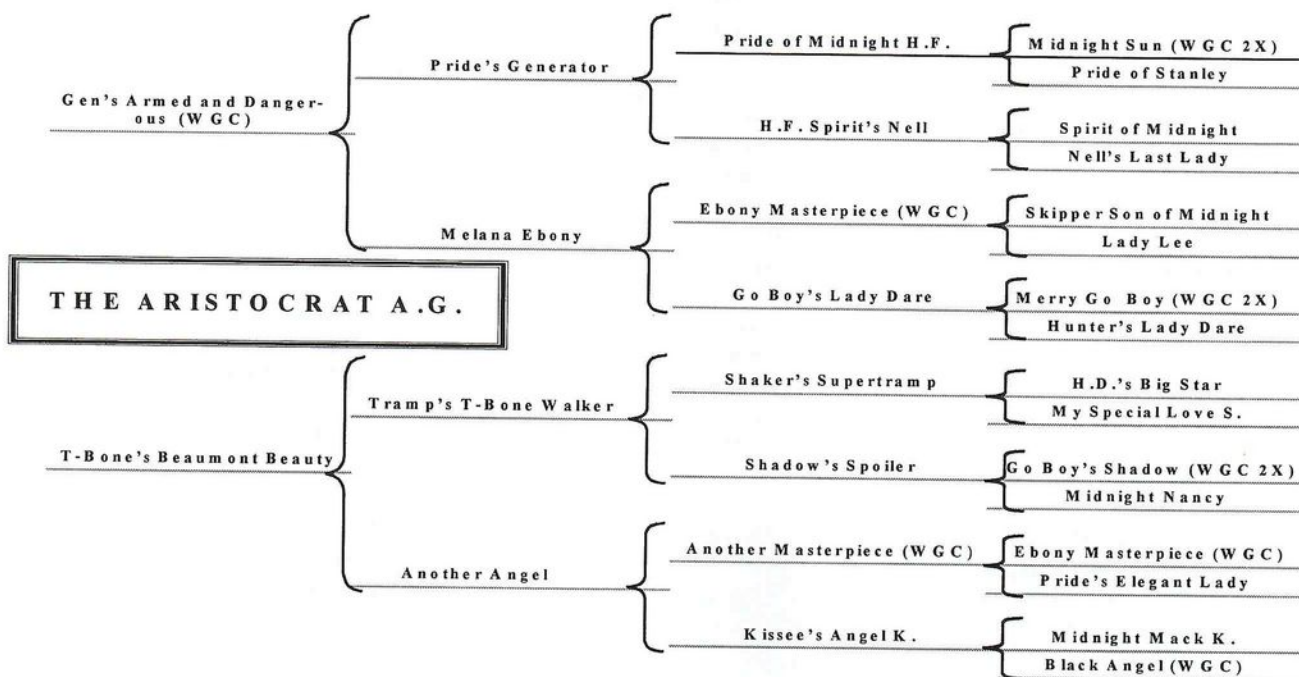 Pride of Midnight H.F.
Midnight Sun (WGC 2X)
Pride's Generator
Pride of Stanley
Gen's Armed and Danger-
ous (WGC)
H.F. Spirit's Nell
Spirit of Midnight
Nell's Last Lady
Ebony Masterpiece (WGC)
Skipper Son of Midnight
Melana Ebony
Lady Lee
THE ARISTOCRAT A.G.
Go Boy's Lady Dare
Merry Go Boy (WGC 2X)
Hunter's Lady Dare
Shaker's Supertramp
H.D.'s Big Star
Tramp's T-Bone Walker
My Special Love S.
T-Bone's Beaumont Beauty
Shadow's Spoiler
Go Boy's Shadow (WGC 2X)
Midnight Nancy
Another Masterpiece (WGC)
Ebony Masterpiece (WGC)
Another Angel
Pride's Elegant Lady
Kissee's Angel K.
Midnight Mack K.
Black Angel (WGC)